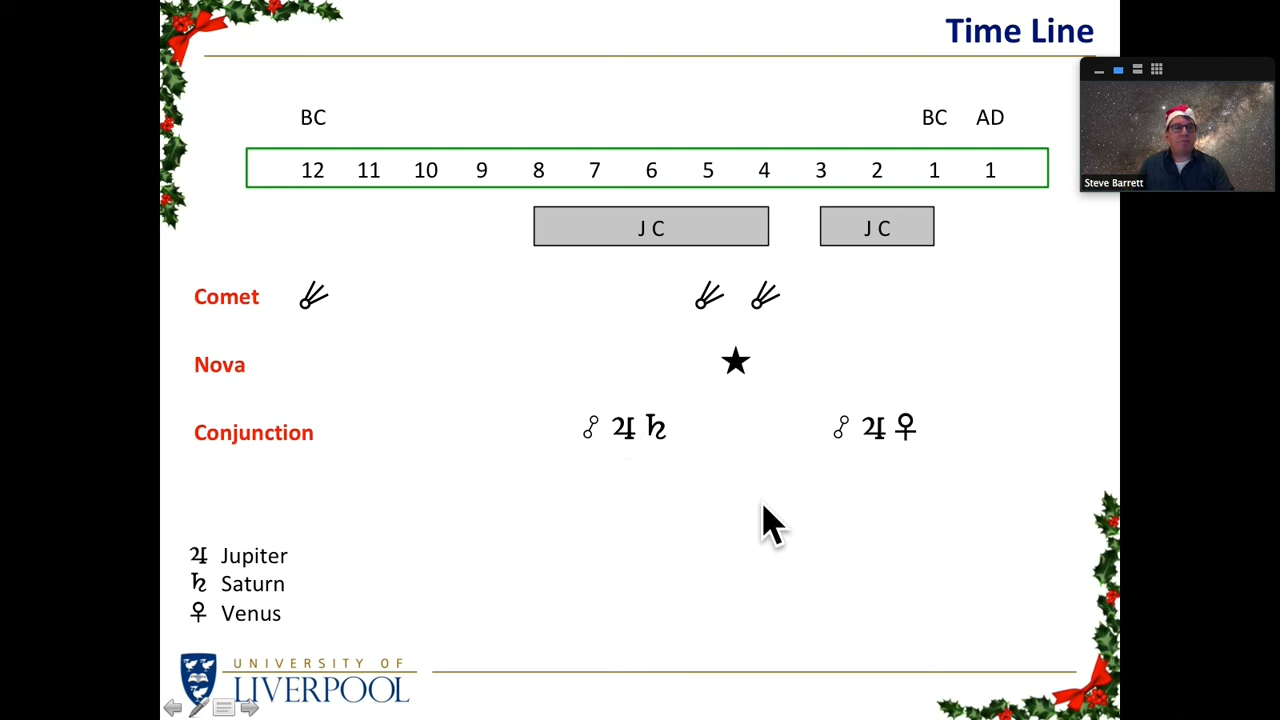 Time Line
BC BC AD
12 11 10 9 8 7 6 5 4 3 2 1 1
Steve Barrett
J C J C
Comet
Nova
Conjunction ☌ ♃ ♄ ☌ ♃ ♀
♃ Jupiter
♄ Saturn
♀ Venus
UNIVERSITY OF
LIVERPOOL